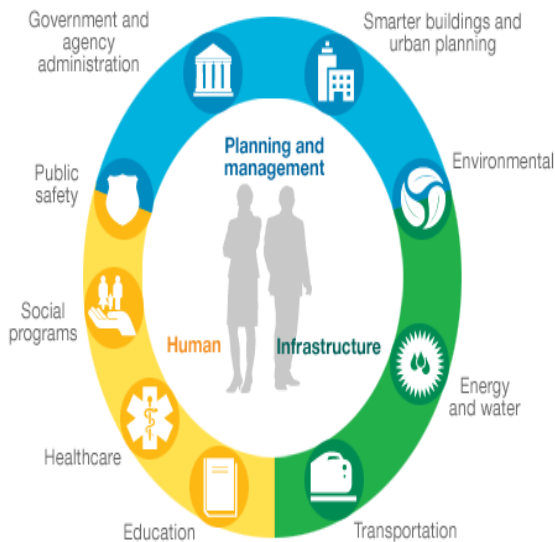 Government and
agency
administration
Smarter buildings and
urban planning
Planning and
management
Environmental
Public
safety
Social
programs
Human
Infrastructure
Energy
and water
Healthcare
Education
Transportation